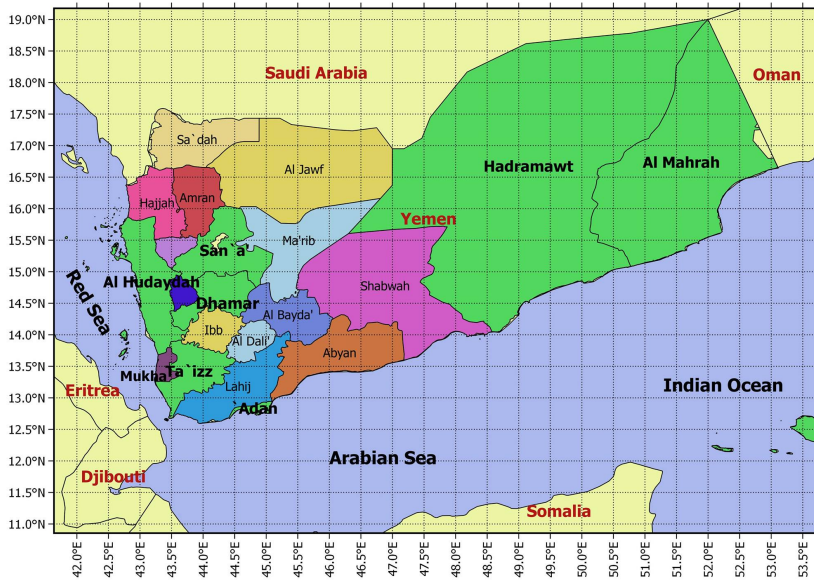 19.0°N
18.5°N
18.0°N
17.5°N
17.0°N
16.5°N
16.0°N
15.5°N
15.0°N
14.5°N
14.0°N
13.5°N
13.0°N
12.5°N
12.0°N
11.5°N
11.0°N
Saudi Arabia
Oman
Sa`dah
Al Jawf
Hadramawt
Al Mahrah
Hajjah
Amran
Yemen
San`a'
Ma'rib
Al Hudaydah
Shabwah
Red Sea
Dhamar
Al Bayda'
Ibb
Al Dali'
Abyan
Mukha
Ta`izz
Lahij
Eritrea
Indian Ocean
Adan
Arabian Sea
Djibouti
Somalia
42.0°E
42.5°E
43.0°E
43.5°E
44.0°E
44.5°E
45.0°E
45.5°E
46.0°E
46.5°E
47.0°E
47.5°E
48.0°E
48.5°E
49.0°E
49.5°E
50.0°E
50.5°E
51.0°E
51.5°E
52.0°E
52.5°E
53.0°E
53.5°E